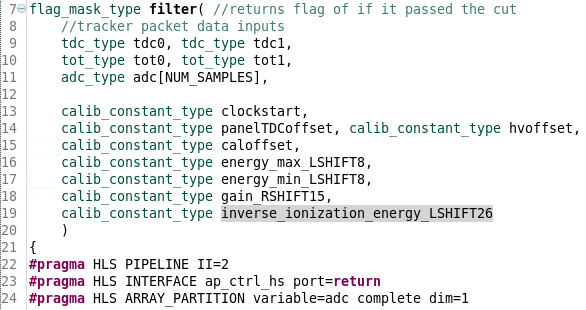 7 flag_mask_type filter( //returns flag of if it passed the cut
8 //tracker packet data inputs
9 tdc_type tdc0, tdc_type tdc1,
10 tot_type tot0, tot_type tot1,
11 adc_type adc[NUM_SAMPLES],
12
13 calib_constant_type clockstart,
14 calib_constant_type panelTDCoffset, calib_constant_type hvoffset,
15 calib_constant_type caloffset,
16 calib_constant_type energy_max_LSHIFT8,
17 calib_constant_type energy_min_LSHIFT8,
18 calib_constant_type gain_RSHIFT15,
19 calib_constant_type inverse_ionization_energy_LSHIFT26
20 )
21 {
22 #pragma HLS PIPELINE II=2
23 #pragma HLS INTERFACE ap_ctrl_hs port=return
24 #pragma HLS ARRAY_PARTITION variable=adc complete dim=1